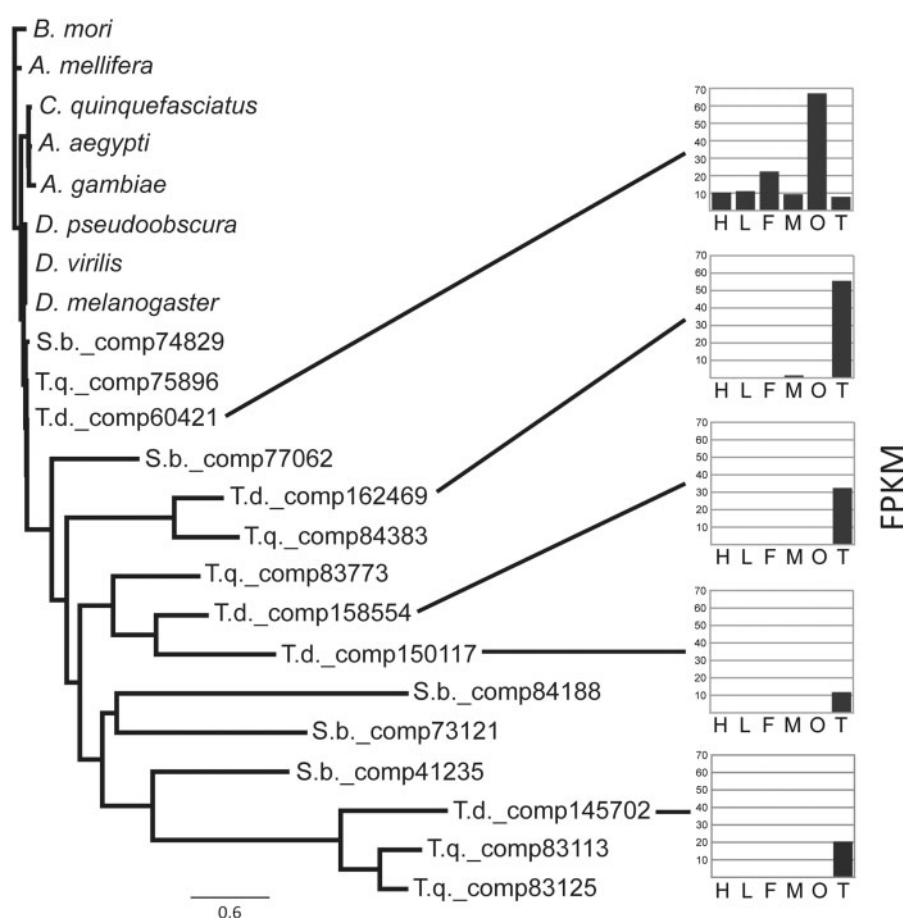 B. mori
A. mellifera
C. quinquefasciatus
A. aegypti
A. gambiae
D. pseudoobscura
D. virilis
D. melanogaster
S.b._comp74829
T.q._comp75896
T.d._comp60421
S.b._comp77062
T.d._comp162469
T.q._comp84383
T.q._comp83773
T.d._comp158554
T.d._comp150117
S.b._comp84188
S.b._comp73121
S.b._comp41235
T.d._comp145702
T.q._comp83113
T.q._comp83125
0.6
70
60
50
40
30
20
10
H L F M O T
70
60
50
40
30
20
10
H L F M O T
70
60
50
40
30
20
10
H L F M O T
70
60
50
40
30
20
10
H L F M O T
70
60
50
40
30
20
10
H L F M O T
FPKM